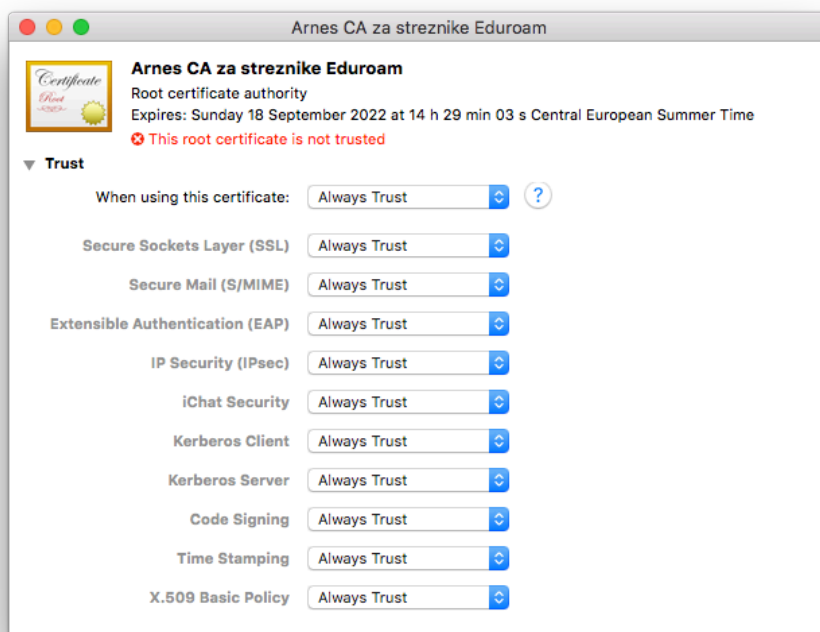 Arnes CA za streznike Eduroam
Certificate
Root
Arnes CA za streznike Eduroam
Root certificate authority
Expires: Sunday 18 September 2022 at 14 h 29 min 03 s Central European Summer Time
This root certificate is not trusted
Trust
When using this certificate: Always Trust ?
Secure Sockets Layer (SSL) Always Trust
Secure Mail (S/MIME) Always Trust
Extensible Authentication (EAP) Always Trust
IP Security (IPsec) Always Trust
iChat Security Always Trust
Kerberos Client Always Trust
Kerberos Server Always Trust
Code Signing Always Trust
Time Stamping Always Trust
X.509 Basic Policy Always Trust